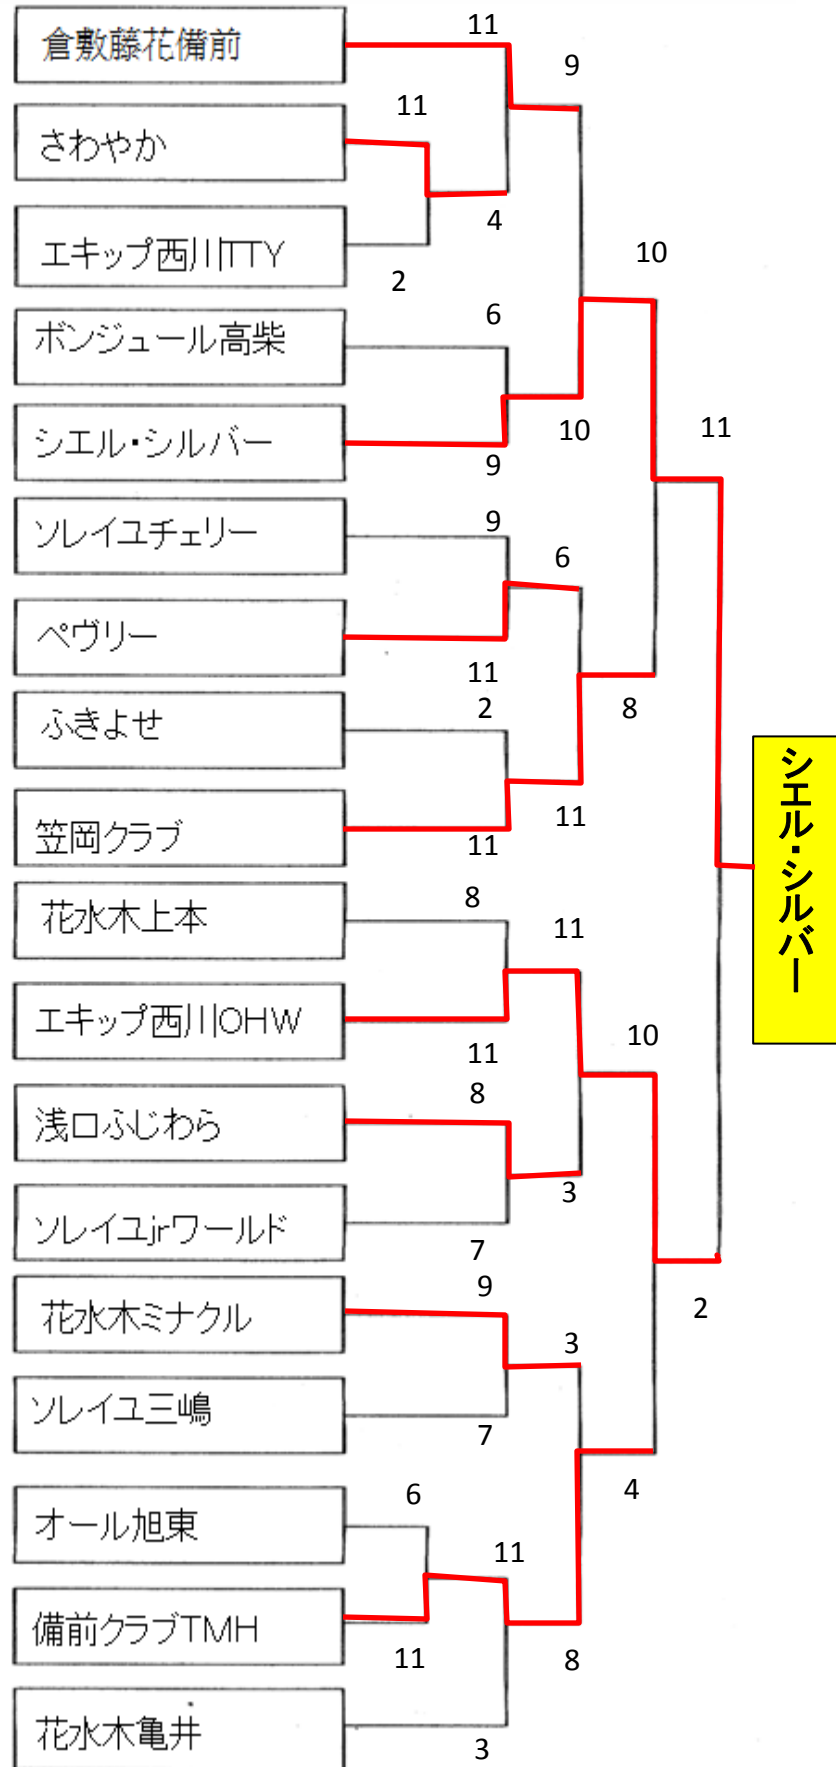 倉敷藤花備前
11
9
さわやか
11
4
エキップ西川TTY
2
10
ボンジュール高柴
6
シエル・シルバー
10
11
9
ソレイユチェリー
9
6
ペヴリー
11
8
ふきよせ
2
シエル・シルバー
笠岡クラブ
11
11
花水木上本
8
11
エキップ西川OHW
11
10
浅口ふじわら
8
3
ソレイユjrワールド
7
花水木ミナクル
9
3
2
ソレイユ三嶋
7
オール旭東
6
4
11
備前クラブTMH
11
8
花水木亀井
3